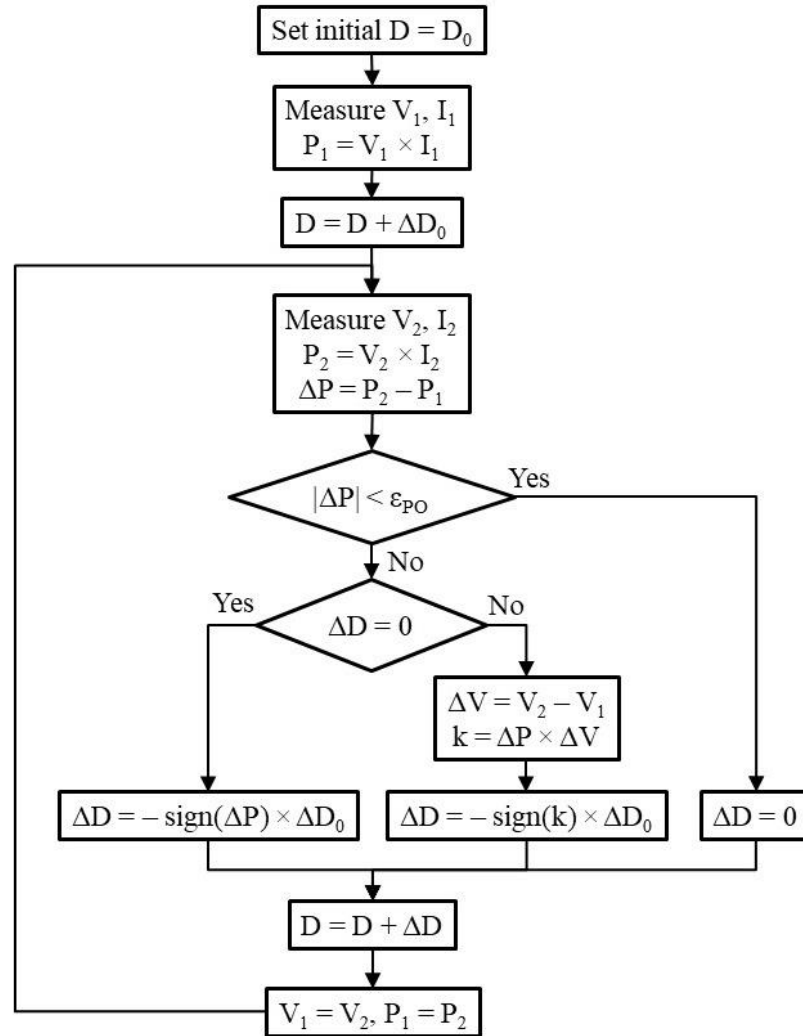 Set initial D = D₀
Measure V₁, I₁
P₁ = V₁ × I₁
D = D + ΔD₀
Measure V₂, I₂
P₂ = V₂ × I₂
ΔP = P₂ – P₁
|ΔP| < ε_PO
Yes
No
ΔD = 0
Yes
No
ΔV = V₂ – V₁
k = ΔP × ΔV
ΔD = – sign(ΔP) × ΔD₀
ΔD = – sign(k) × ΔD₀
ΔD = 0
D = D + ΔD
V₁ = V₂, P₁ = P₂